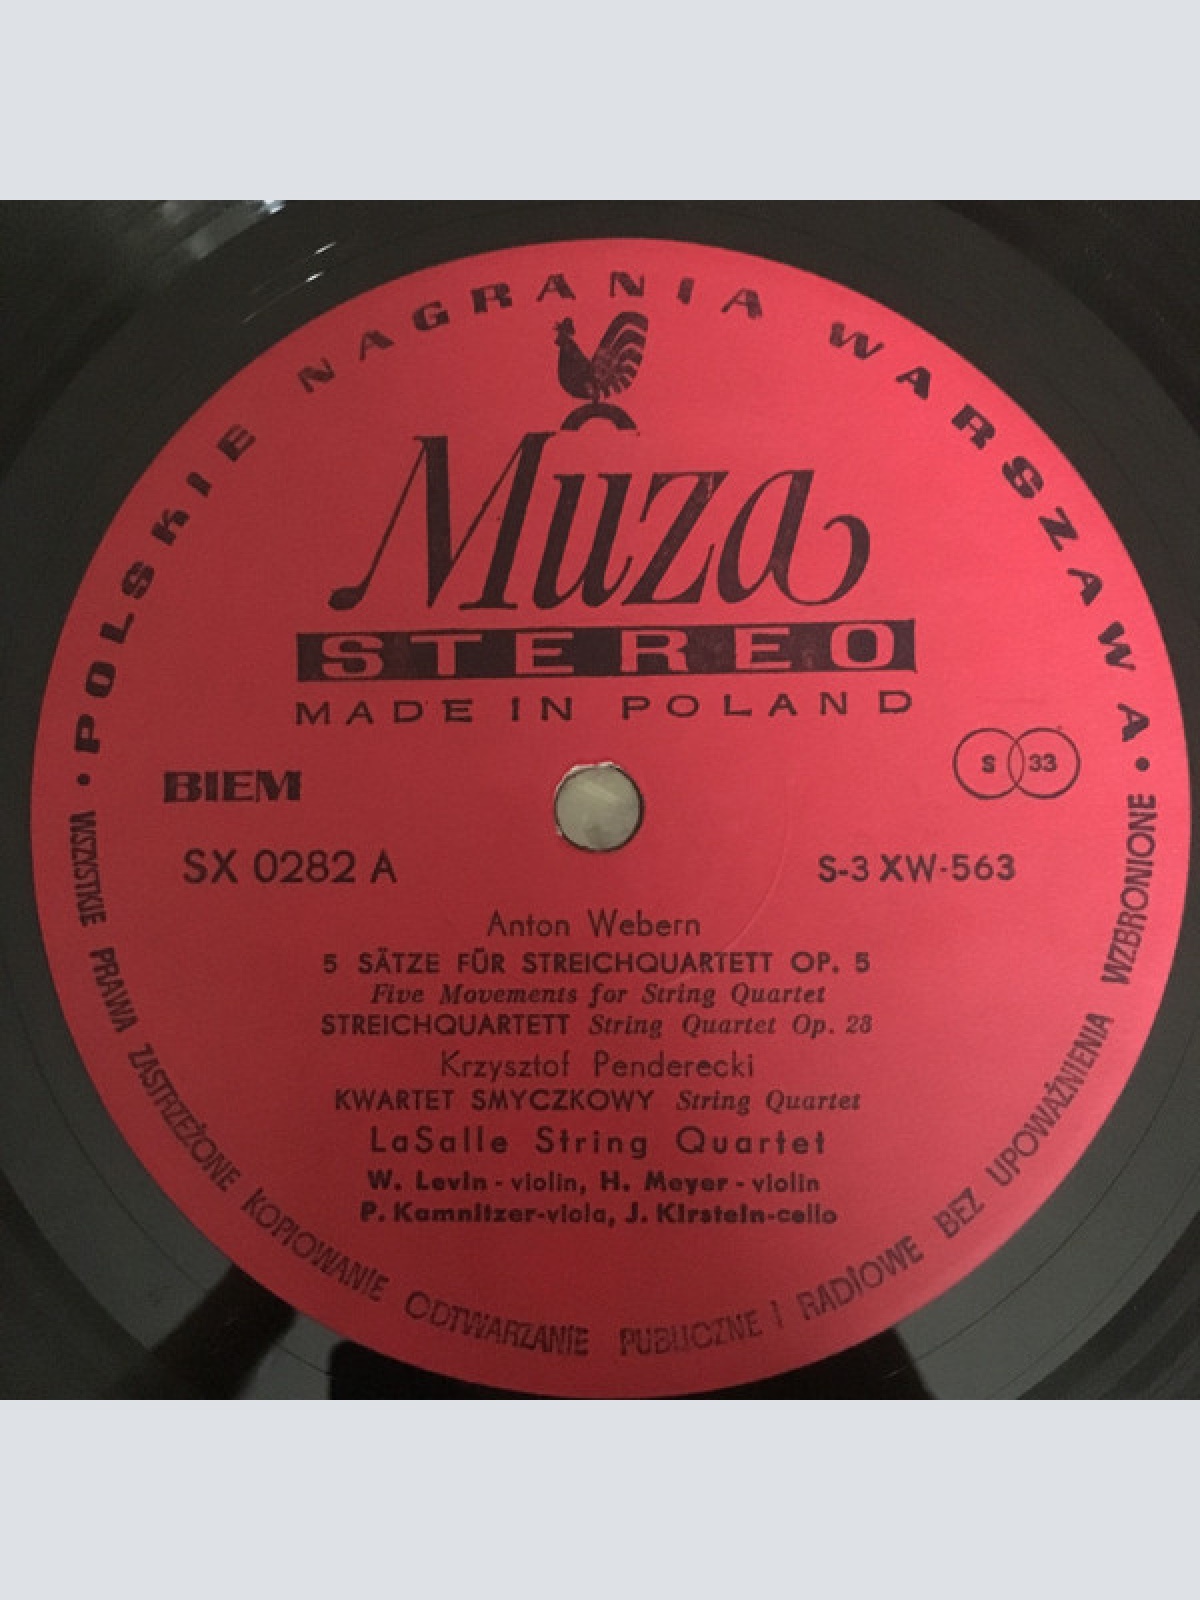 • POLSKIE NAGRANIA WARSZAWA •
Muza
STEREO
MADE IN POLAND
BIEM
S 33
SX 0282 A
S-3 XW-563
Anton Webern
5 SÄTZE FÜR STREICHQUARTETT OP. 5
Five Movements for String Quartet
STREICHQUARTETT String Quartet Op. 28
Krzysztof Penderecki
KWARTET SMYCZKOWY String Quartet
LaSalle String Quartet
W. Levin - violin, H. Meyer - violin
P. Kamnitzer-viola, J. Kirstein-cello
WSZYSTKIE PRAWA ZASTRZEŻONE KOPIOWANIE ODTWARZANIE PUBLICZNE I RADIOWE BEZ UPOWAŻNIENIA WZBRONIONE